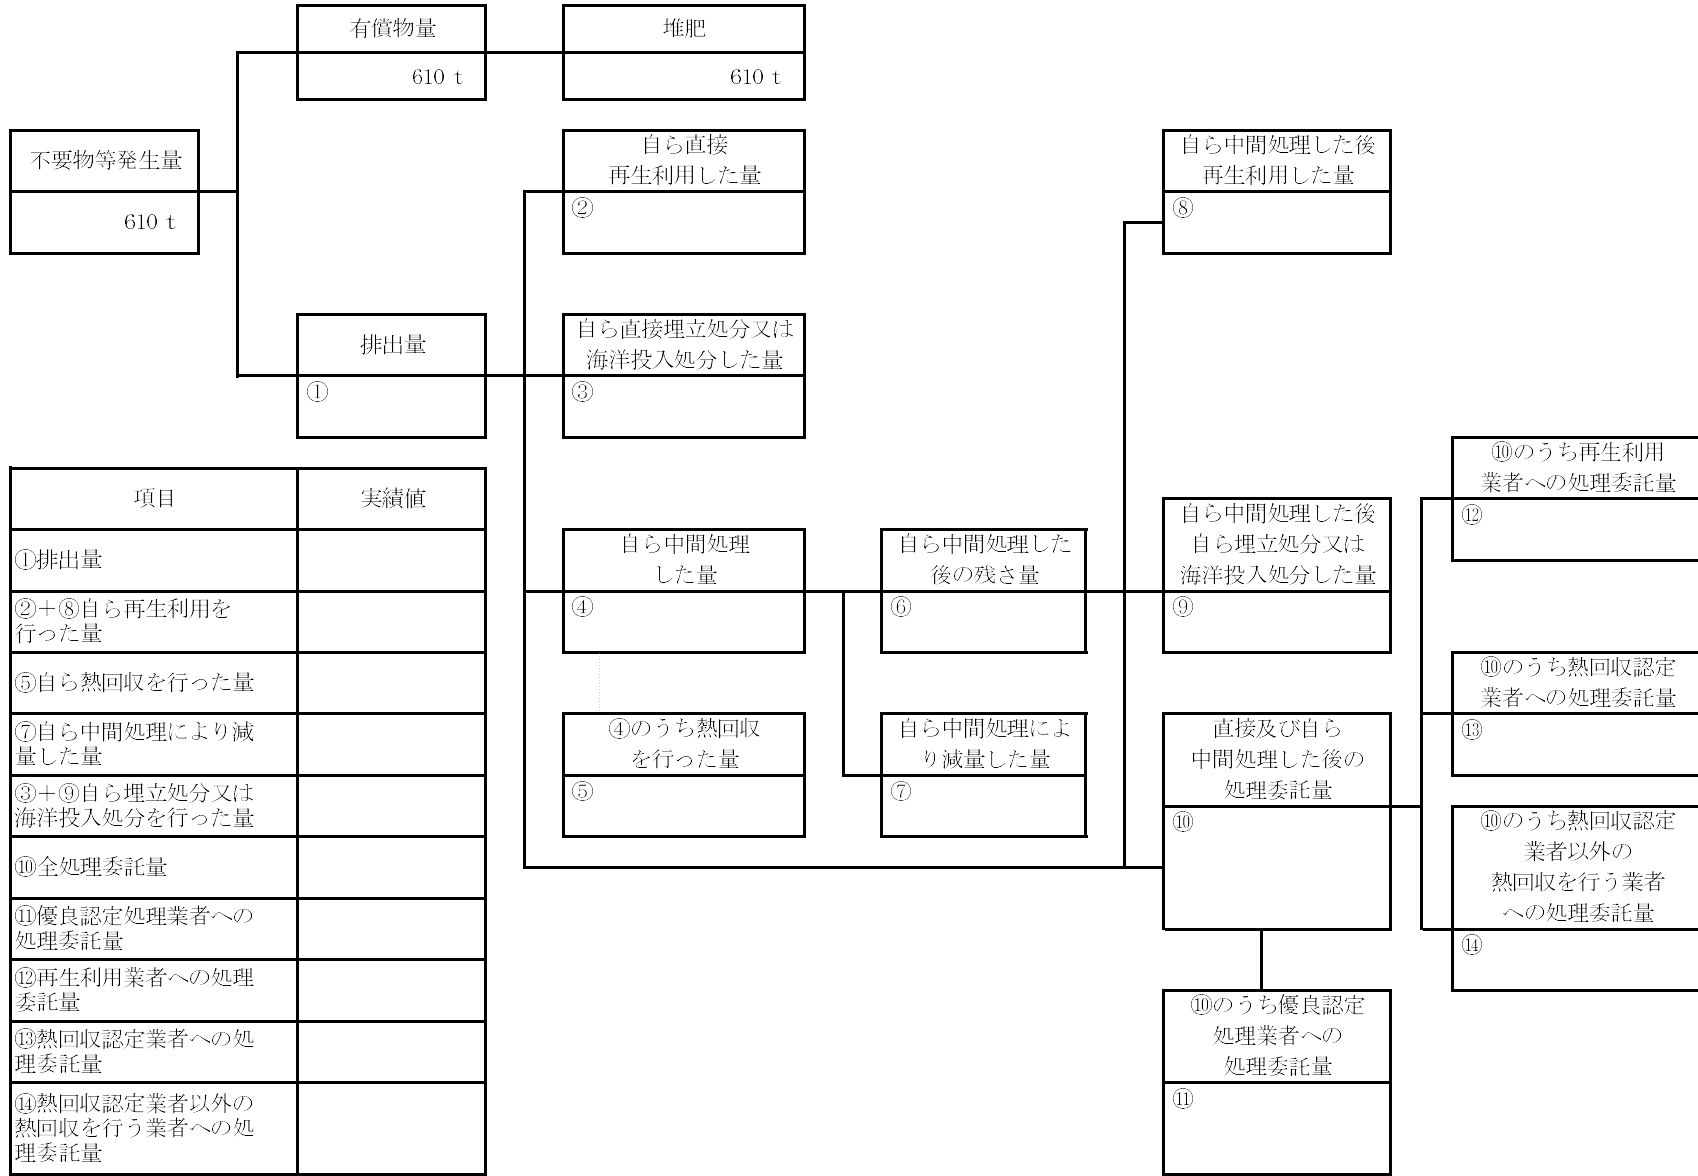 有償物量
610 t
堆肥
610 t
不要物等発生量
610 t
自ら直接
再生利用した量
②
自ら中間処理した後
再生利用した量
⑧
排出量
①
自ら直接埋立処分又は
海洋投入処分した量
③
項目
実績値
①排出量
②+⑧自ら再生利用を
行った量
⑤自ら熱回収を行った量
⑦自ら中間処理により減
量した量
③+⑨自ら埋立処分又は
海洋投入処分を行った量
⑩全処理委託量
⑪優良認定処理業者への
処理委託量
⑫再生利用業者への処理
委託量
⑬熱回収認定業者への処
理委託量
⑭熱回収認定業者以外の
熱回収を行う業者への処
理委託量
自ら中間処理
した量
④
④のうち熱回収
を行った量
⑤
自ら中間処理した
後の残さ量
⑥
自ら中間処理によ
り減量した量
⑦
自ら中間処理した後
自ら埋立処分又は
海洋投入処分した量
⑨
直接及び自ら
中間処理した後の
処理委託量
⑩
⑩のうち優良認定
処理業者への
処理委託量
⑪
⑩のうち再生利用
業者への処理委託量
⑫
⑩のうち熱回収認定
業者への処理委託量
⑬
⑩のうち熱回収認定
業者以外の
熱回収を行う業者
への処理委託量
⑭